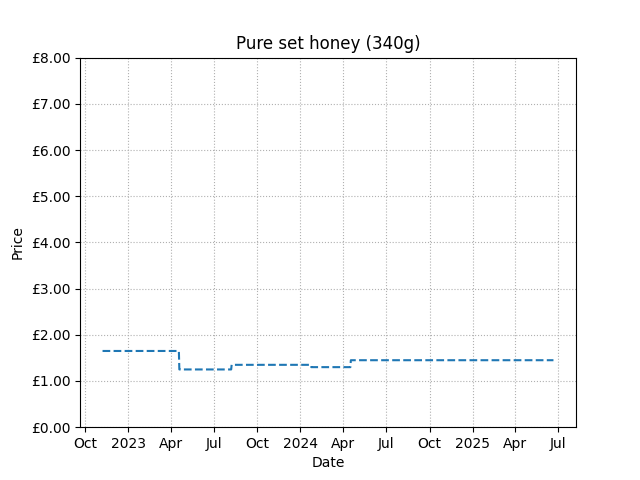 Pure set honey (340g)
£8.00
£7.00
£6.00
£5.00
£4.00
£3.00
£2.00
£1.00
£0.00
Price
Oct 2023 Apr Jul Oct 2024 Apr Jul Oct 2025 Apr Jul
Date